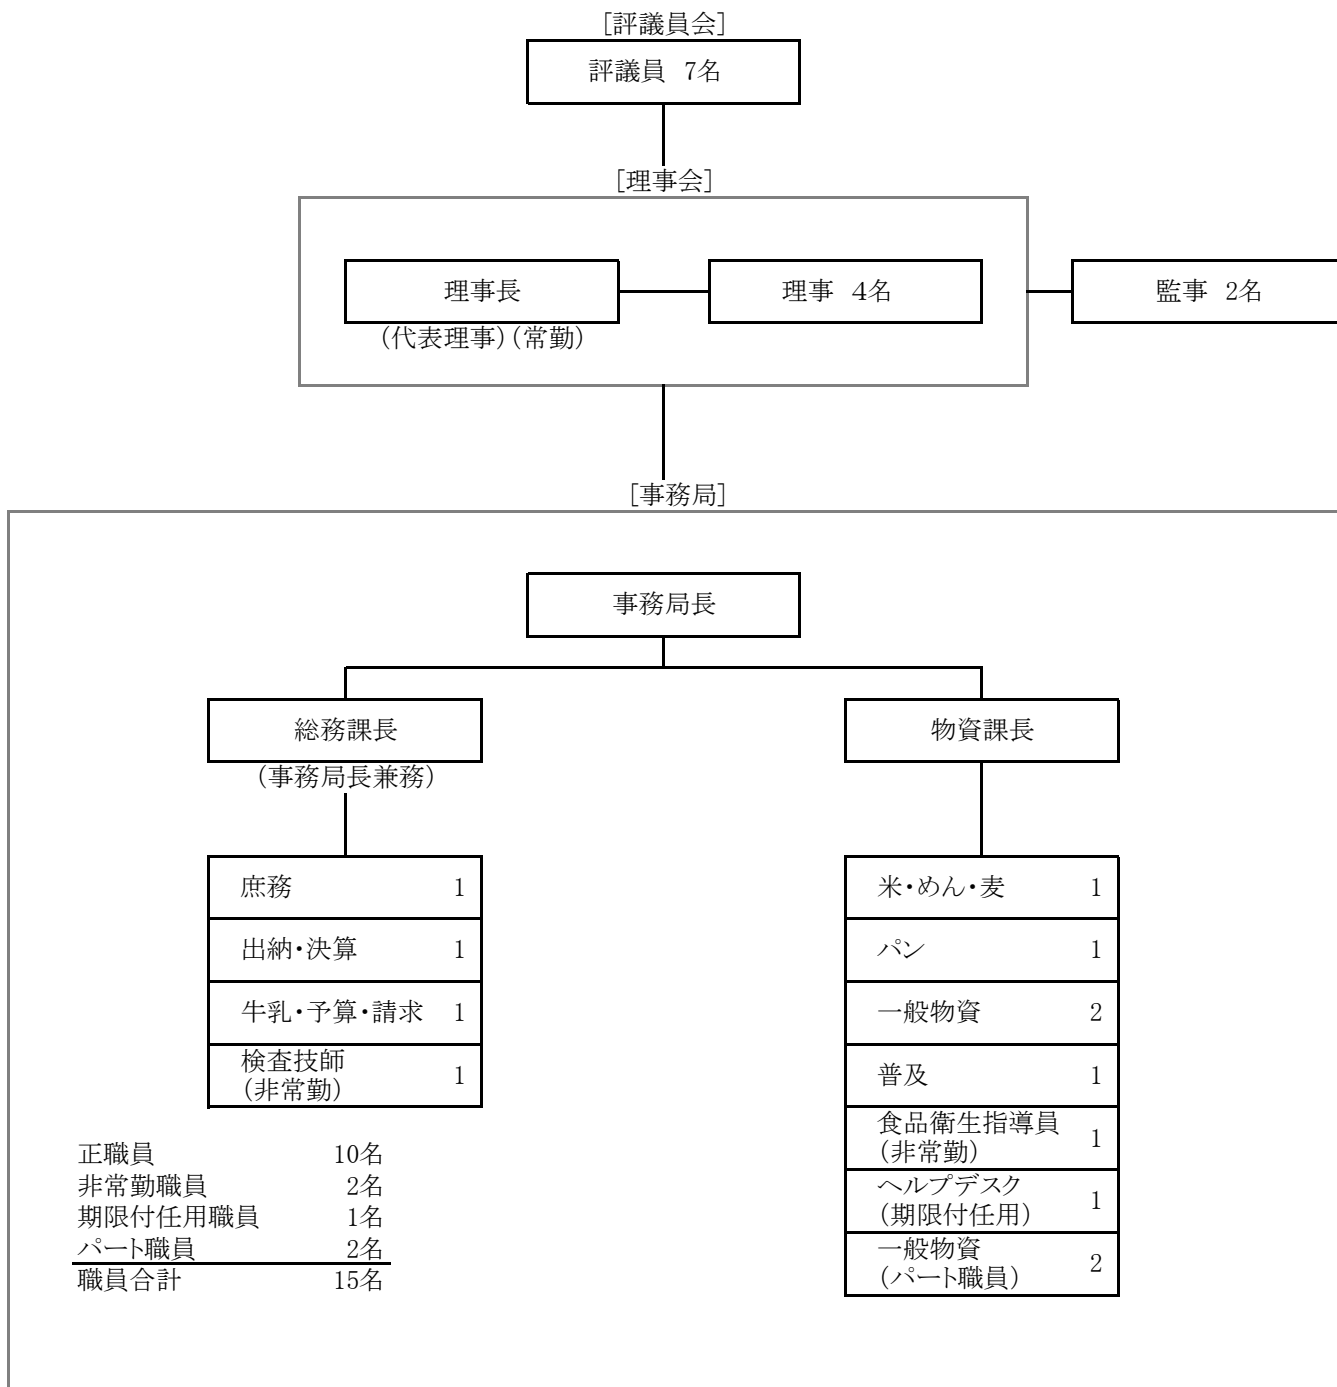 [評議員会]
評議員 7名
[理事会]
理事長
理事 4名
監事 2名
(代表理事)(常勤)
[事務局]
事務局長
総務課長
(事務局長兼務)
物資課長
庶務 1
出納・決算 1
牛乳・予算・請求 1
検査技師
(非常勤) 1
米・めん・麦 1
パン 1
一般物資 2
普及 1
食品衛生指導員
(非常勤) 1
ヘルプデスク
(期限付任用) 1
一般物資
(パート職員) 2
正職員 10名
非常勤職員 2名
期限付任用職員 1名
パート職員 2名
職員合計 15名